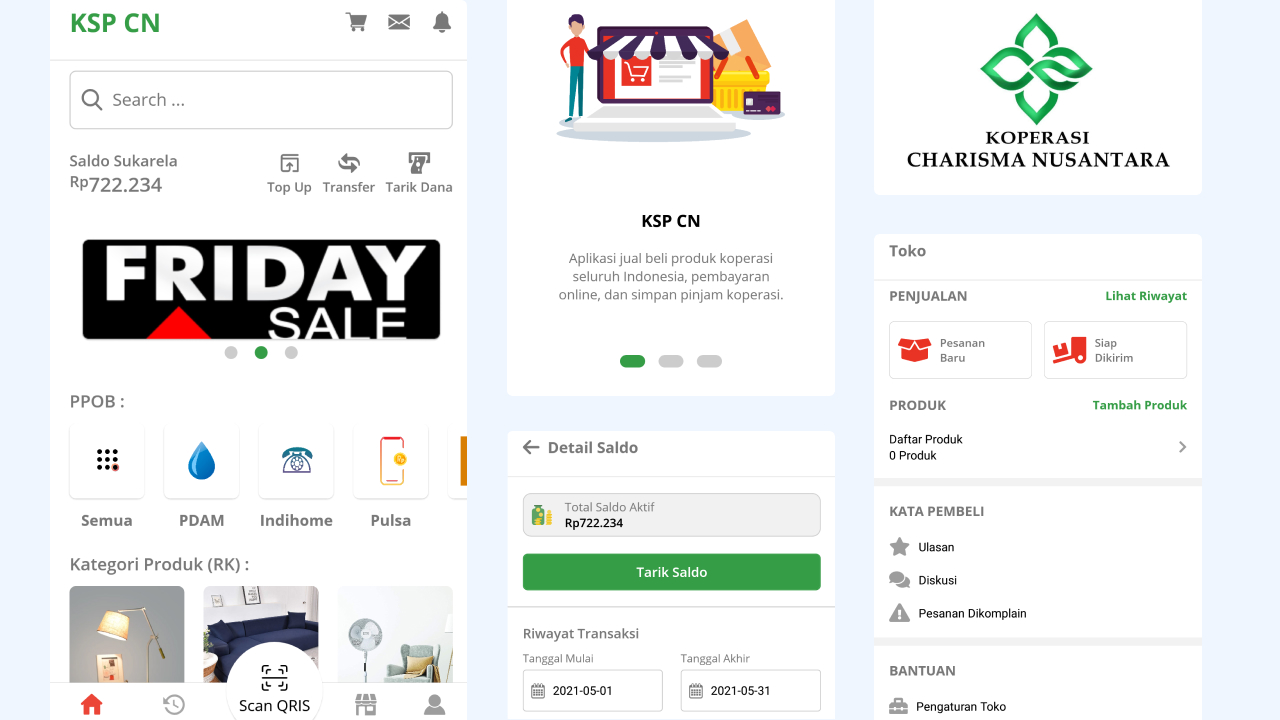 KSP CN
Search ...
Saldo Sukarela
Rp722.234
Top Up
Transfer
Tarik Dana
FRIDAY
SALE
PPOB :
Semua
PDAM
Indihome
Pulsa
Kategori Produk (RK) :
Scan QRIS
KSP CN
Aplikasi jual beli produk koperasi
seluruh Indonesia, pembayaran
online, dan simpan pinjam koperasi.
Detail Saldo
Total Saldo Aktif
Rp722.234
Tarik Saldo
Riwayat Transaksi
Tanggal Mulai
Tanggal Akhir
2021-05-01
2021-05-31
KOPERASI
CHARISMA NUSANTARA
Toko
PENJUALAN
Lihat Riwayat
Pesanan
Baru
Siap
Dikirim
PRODUK
Tambah Produk
Daftar Produk
0 Produk
KATA PEMBELI
Ulasan
Diskusi
Pesanan Dikomplain
BANTUAN
Pengaturan Toko